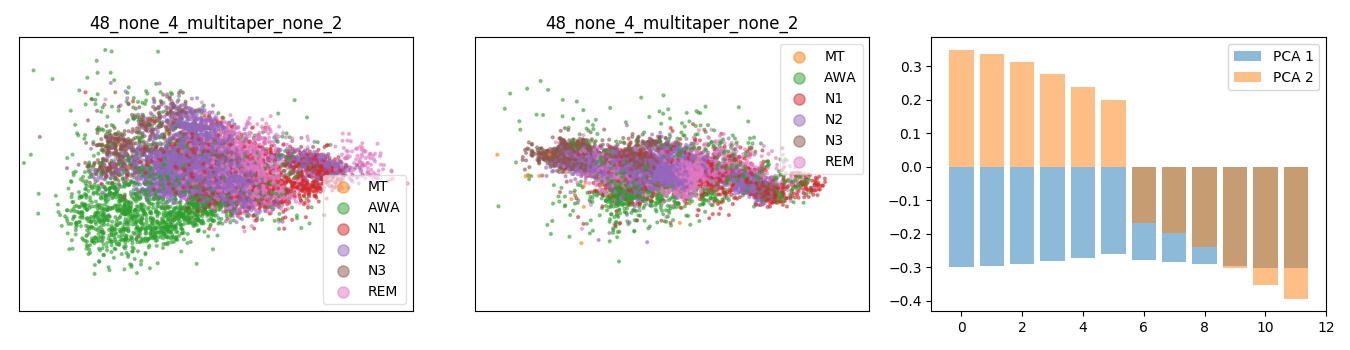 48_none_4_multitaper_none_2
MT
AWA
N1
N2
N3
REM
48_none_4_multitaper_none_2
MT
AWA
N1
N2
N3
REM
PCA 1
PCA 2
0.3
0.2
0.1
0.0
−0.1
−0.2
−0.3
−0.4
0 2 4 6 8 10 12